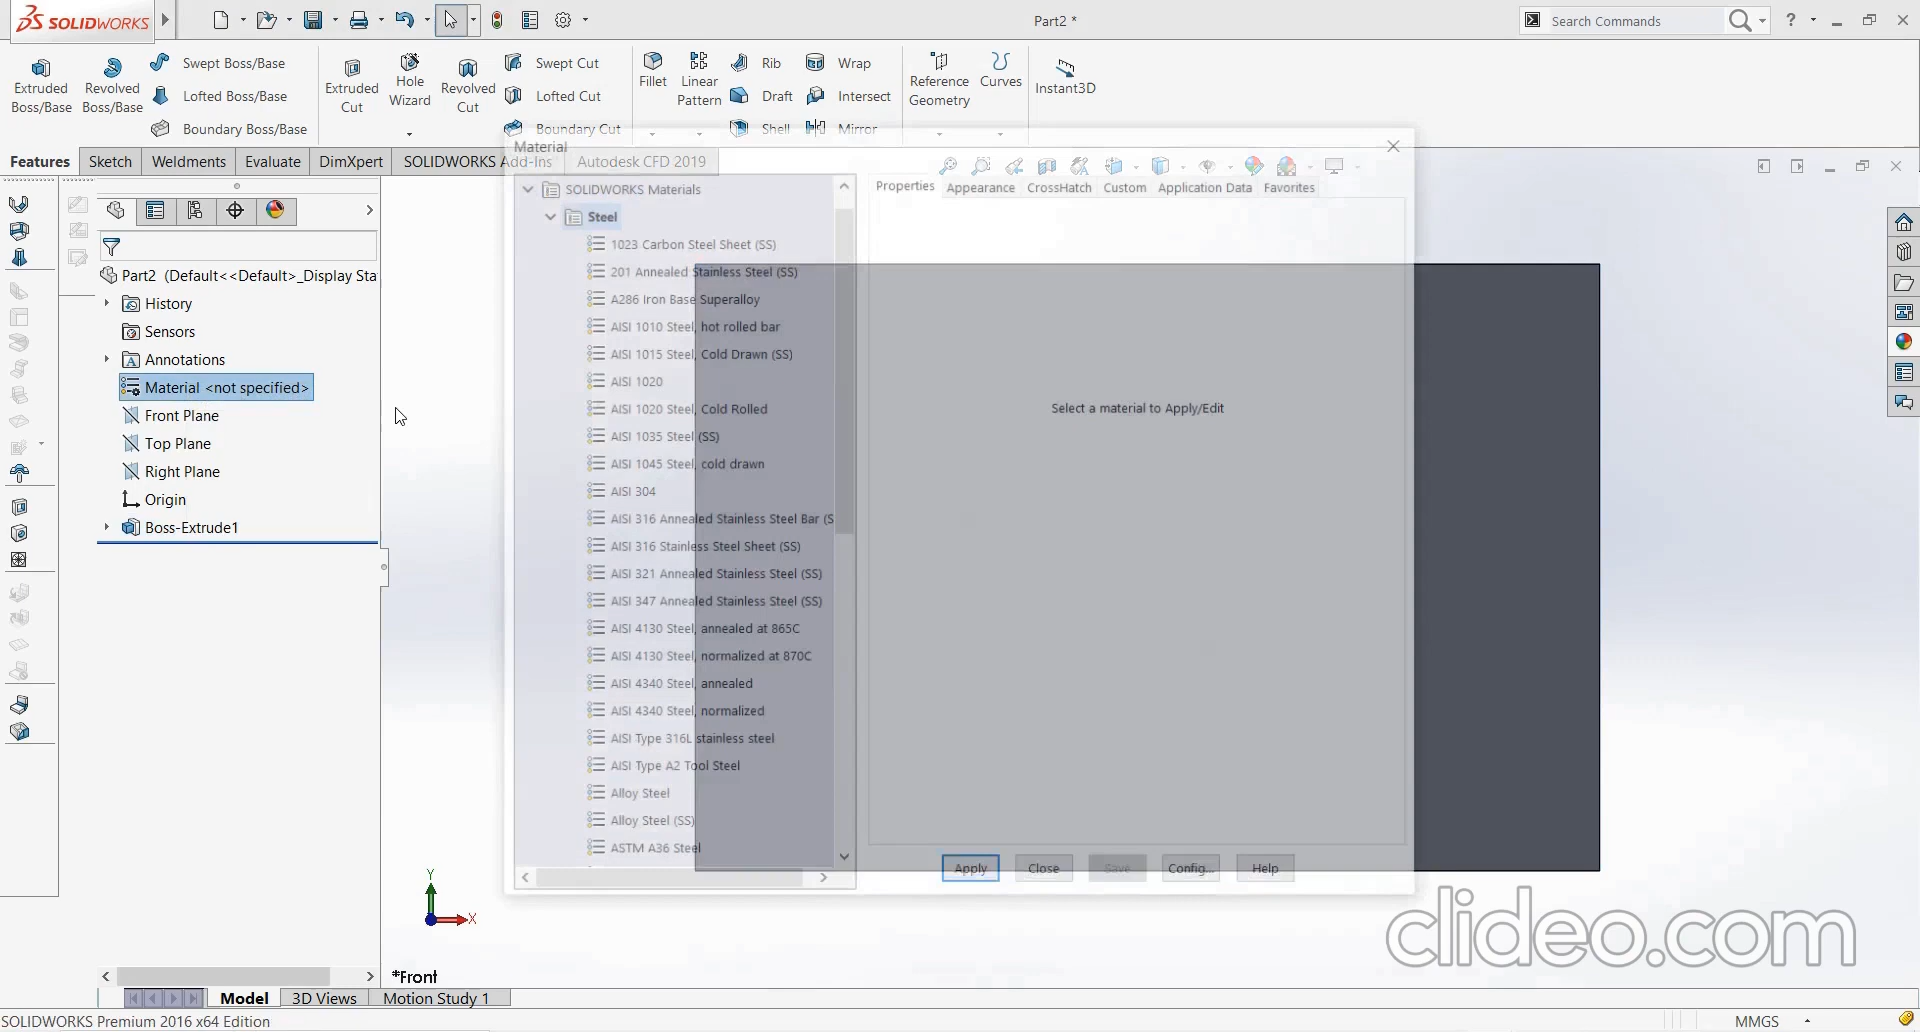 SOLIDWORKS
Part2 *
Search Commands
?
Extruded Boss/Base
Revolved Boss/Base
Swept Boss/Base
Lofted Boss/Base
Boundary Boss/Base
Extruded Cut
Hole Wizard
Revolved Cut
Swept Cut
Lofted Cut
Boundary Cut
Fillet
Linear Pattern
Rib
Draft
Shell
Wrap
Intersect
Mirror
Reference Geometry
Curves
Instant3D
Features
Sketch
Weldments
Evaluate
DimXpert
SOLIDWORKS Add-Ins
Autodesk CFD 2019
Part2 (Default<<Default>_Display Sta
History
Sensors
Annotations
Material <not specified>
Front Plane
Top Plane
Right Plane
Origin
Boss-Extrude1
Material
SOLIDWORKS Materials
Steel
1023 Carbon Steel Sheet (SS)
201 Annealed Stainless Steel (SS)
A286 Iron Base Superalloy
AISI 1010 Steel, hot rolled bar
AISI 1015 Steel, Cold Drawn (SS)
AISI 1020
AISI 1020 Steel, Cold Rolled
AISI 1035 Steel (SS)
AISI 1045 Steel, cold drawn
AISI 304
AISI 316 Annealed Stainless Steel Bar (S
AISI 316 Stainless Steel Sheet (SS)
AISI 321 Annealed Stainless Steel (SS)
AISI 347 Annealed Stainless Steel (SS)
AISI 4130 Steel, annealed at 865C
AISI 4130 Steel, normalized at 870C
AISI 4340 Steel, annealed
AISI 4340 Steel, normalized
AISI Type 316L stainless steel
AISI Type A2 Tool Steel
Alloy Steel
Alloy Steel (SS)
ASTM A36 Steel
Properties
Appearance
CrossHatch
Custom
Application Data
Favorites
Select a material to Apply/Edit
Apply
Close
Save
Config...
Help
Y
X
*Front
clideo.com
Model
3D Views
Motion Study 1
SOLIDWORKS Premium 2016 x64 Edition
MMGS